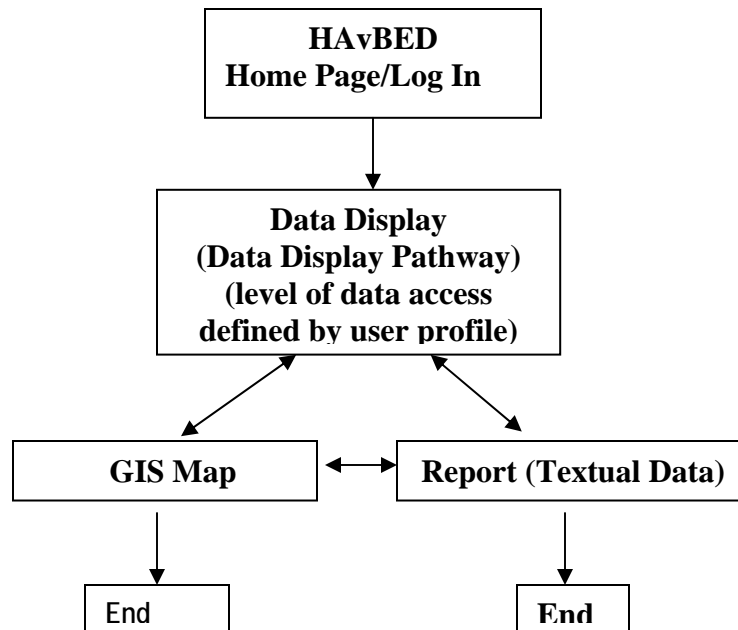 HAvBED
Home Page/Log In
Data Display
(Data Display Pathway)
(level of data access
defined by user profile)
GIS Map
Report (Textual Data)
End
End